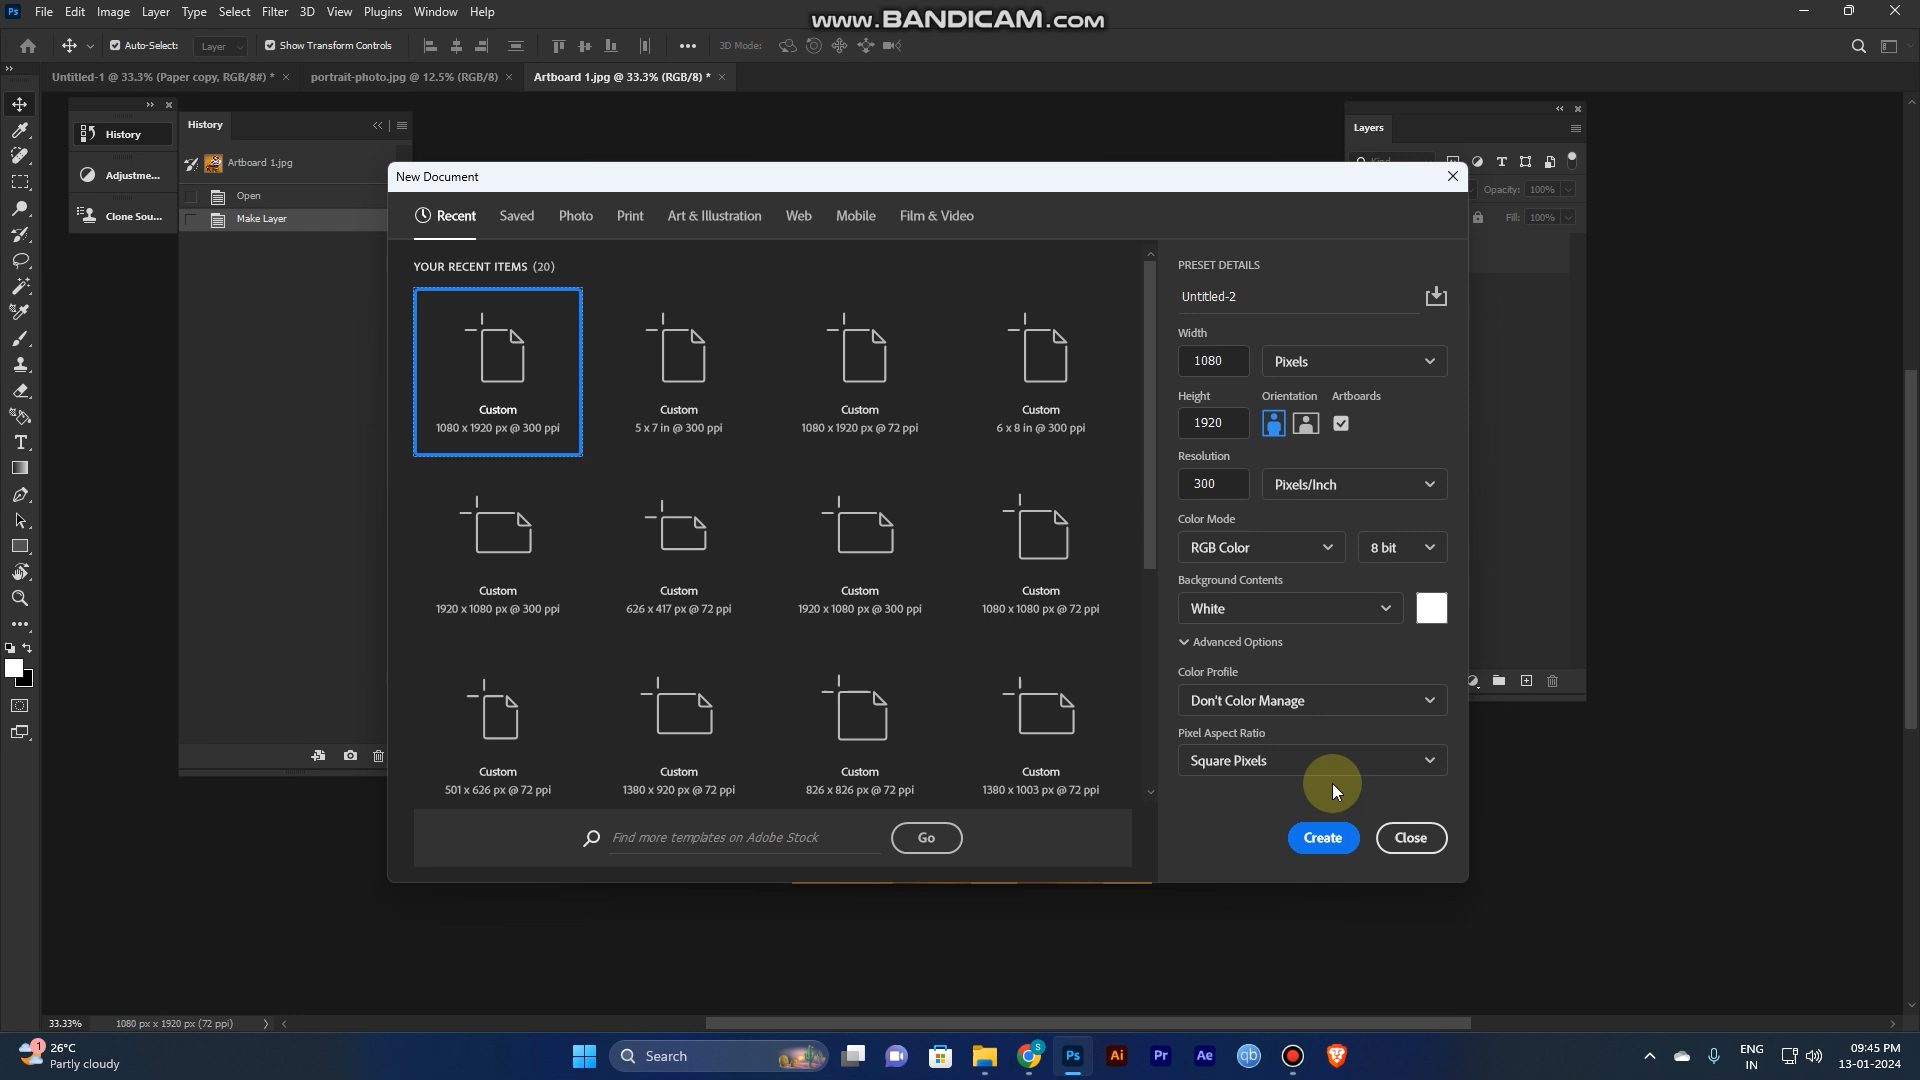 Ps File Edit Image Layer Type Select Filter 3D View Plugins Window Help
www.BANDICAM.com
Auto-Select: Layer Show Transform Controls 3D Mode:
Untitled-1 @ 33.3% (Paper copy, RGB/8#) * × portrait-photo.jpg @ 12.5% (RGB/8) × Artboard 1.jpg @ 33.3% (RGB/8) * ×
History
Adjustme...
Clone Sou...
History
Artboard 1.jpg
Open
Make Layer
Layers
Opacity: 100%
Fill: 100%
New Document
Recent Saved Photo Print Art & Illustration Web Mobile Film & Video
YOUR RECENT ITEMS (20)
Custom Custom Custom Custom
1080 x 1920 px @ 300 ppi 5 x 7 in @ 300 ppi 1080 x 1920 px @ 72 ppi 6 x 8 in @ 300 ppi
Custom Custom Custom Custom
1920 x 1080 px @ 300 ppi 626 x 417 px @ 72 ppi 1920 x 1080 px @ 300 ppi 1080 x 1080 px @ 72 ppi
Custom Custom Custom Custom
501 x 626 px @ 72 ppi 1380 x 920 px @ 72 ppi 826 x 826 px @ 72 ppi 1380 x 1003 px @ 72 ppi
Find more templates on Adobe Stock Go
PRESET DETAILS
Untitled-2
Width
1080 Pixels
Height Orientation Artboards
1920
Resolution
300 Pixels/Inch
Color Mode
RGB Color 8 bit
Background Contents
White
Advanced Options
Color Profile
Don't Color Manage
Pixel Aspect Ratio
Square Pixels
Create Close
33.33% 1080 px x 1920 px (72 ppi)
1
26°C
Partly cloudy
Search
S
Ps Ai Pr Ae qb
ENG
IN
09:45 PM
13-01-2024